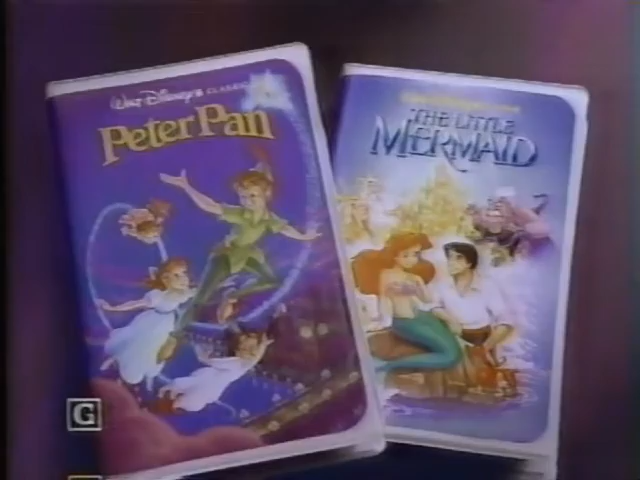 Walt Disney's CLASSIC
Peter Pan
THE LITTLE
MERMAID
G